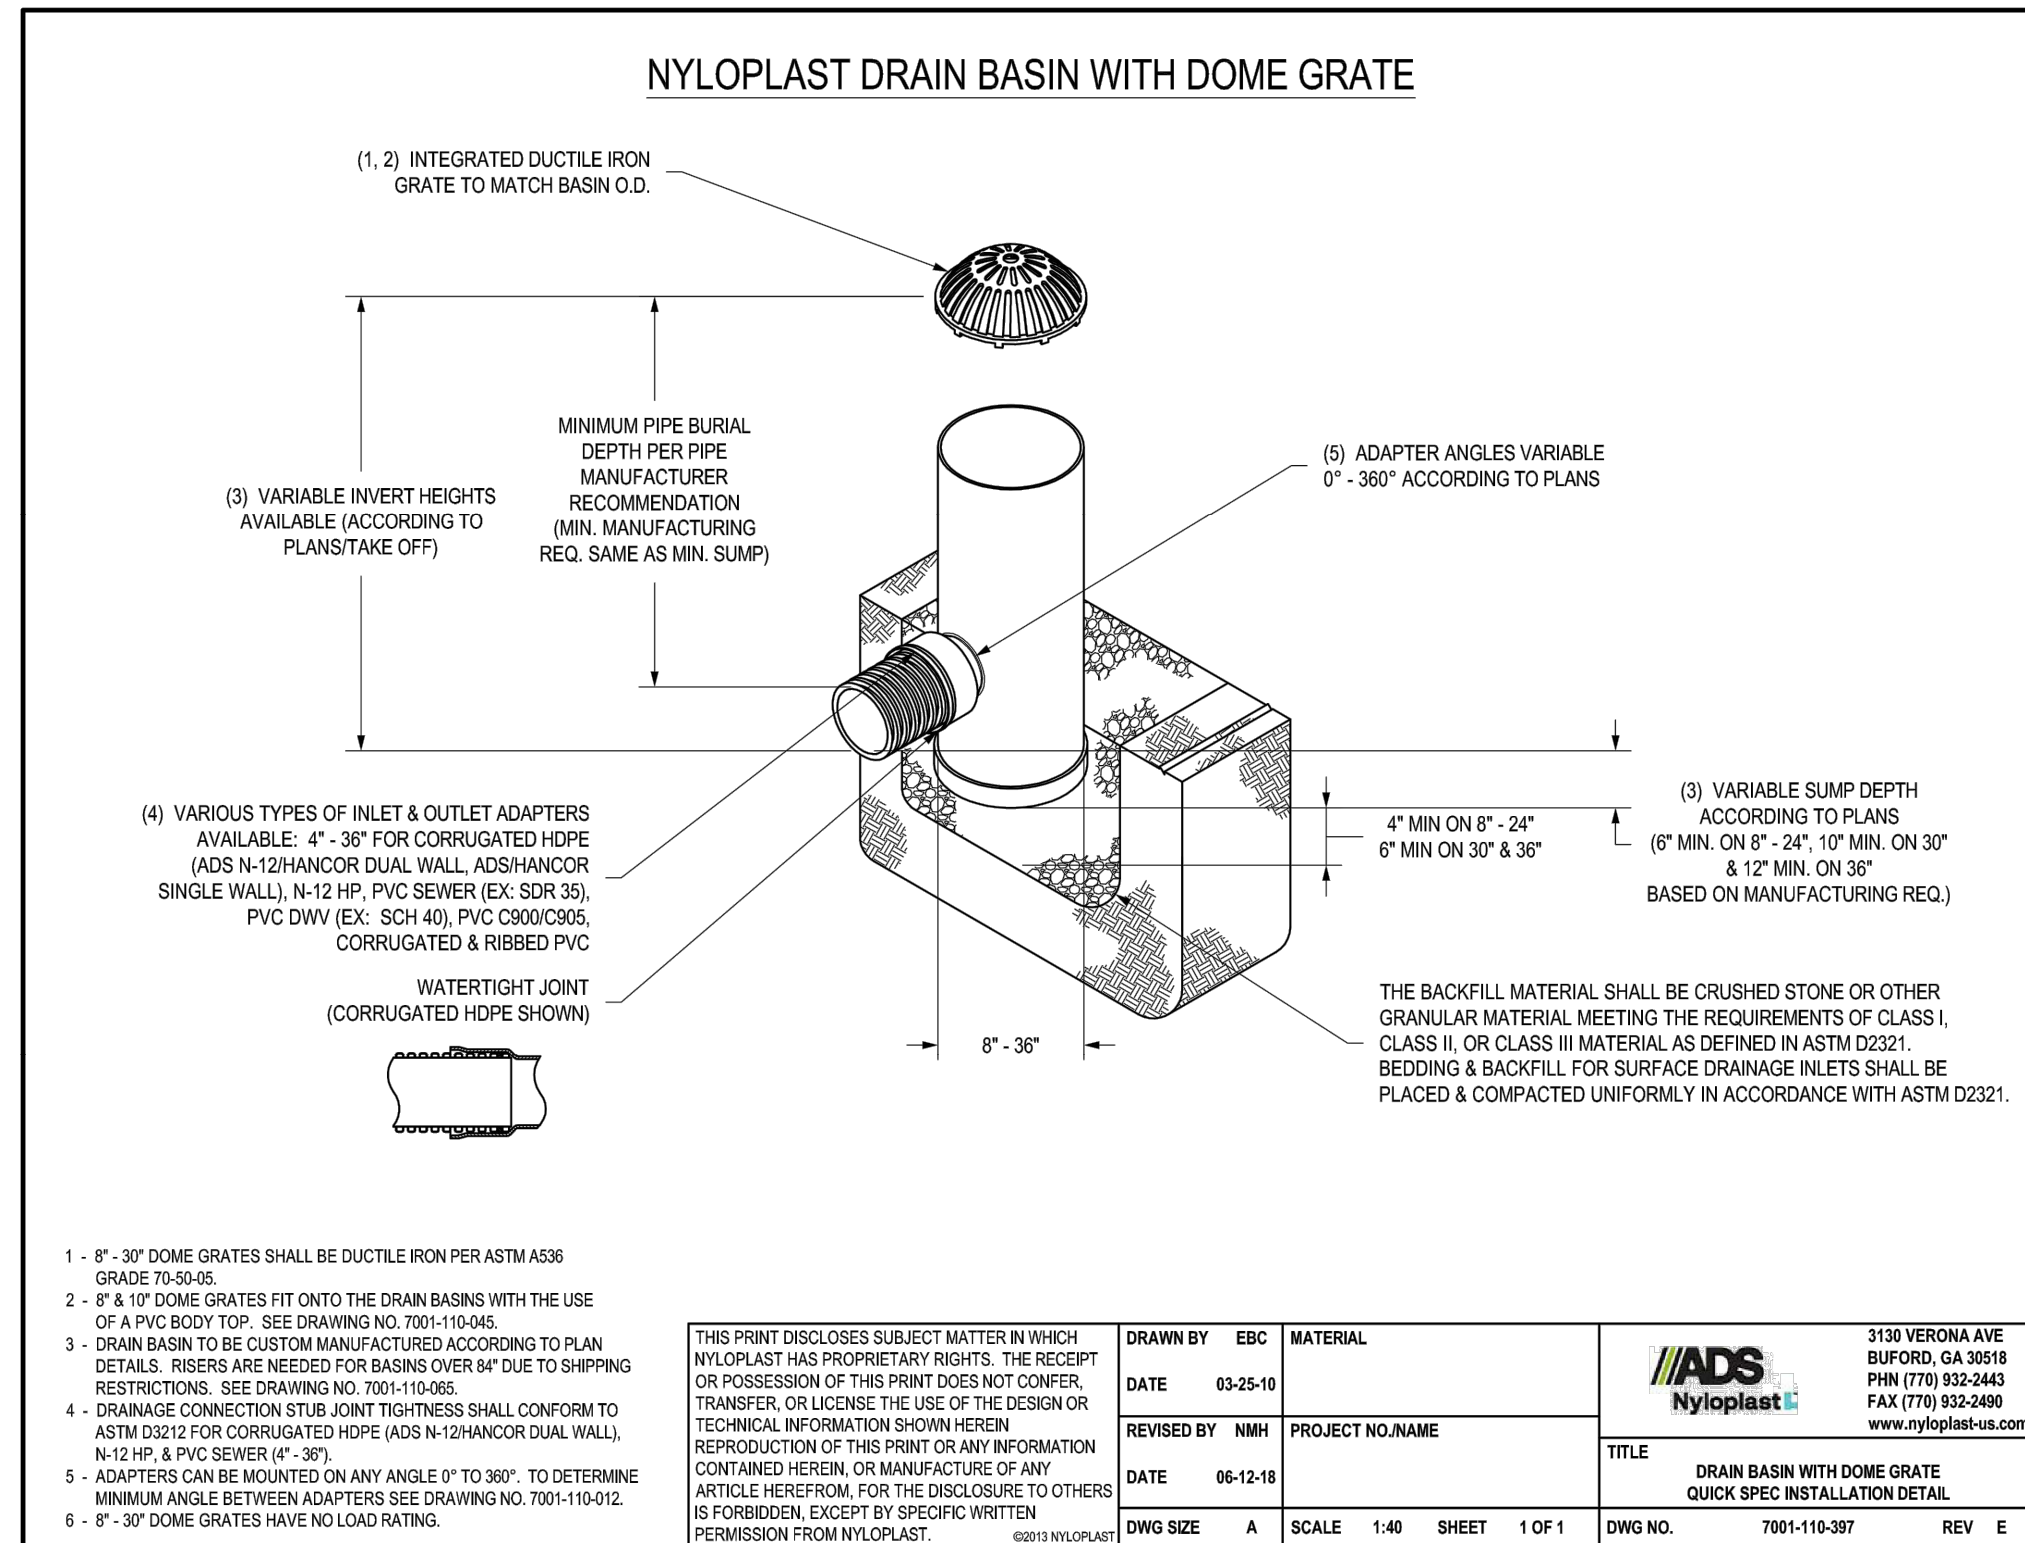 NYLOPLAST DRAIN BASIN WITH DOME GRATE
(1, 2) INTEGRATED DUCTILE IRON
GRATE TO MATCH BASIN O.D.
MINIMUM PIPE BURIAL
DEPTH PER PIPE
MANUFACTURER
RECOMMENDATION
(MIN. MANUFACTURING
REQ. SAME AS MIN. SUMP)
(3) VARIABLE INVERT HEIGHTS
AVAILABLE (ACCORDING TO
PLANS/TAKE OFF)
(5) ADAPTER ANGLES VARIABLE
0° - 360° ACCORDING TO PLANS
(4) VARIOUS TYPES OF INLET & OUTLET ADAPTERS
AVAILABLE: 4" - 36" FOR CORRUGATED HDPE
(ADS N-12/HANCOR DUAL WALL, ADS/HANCOR
SINGLE WALL), N-12 HP, PVC SEWER (EX: SDR 35),
PVC DWV (EX: SCH 40), PVC C900/C905,
CORRUGATED & RIBBED PVC
WATERTIGHT JOINT
(CORRUGATED HDPE SHOWN)
8" - 36"
4" MIN ON 8" - 24"
6" MIN ON 30" & 36"
(3) VARIABLE SUMP DEPTH
ACCORDING TO PLANS
(6" MIN. ON 8" - 24", 10" MIN. ON 30"
& 12" MIN. ON 36"
BASED ON MANUFACTURING REQ.)
THE BACKFILL MATERIAL SHALL BE CRUSHED STONE OR OTHER
GRANULAR MATERIAL MEETING THE REQUIREMENTS OF CLASS I,
CLASS II, OR CLASS III MATERIAL AS DEFINED IN ASTM D2321.
BEDDING & BACKFILL FOR SURFACE DRAINAGE INLETS SHALL BE
PLACED & COMPACTED UNIFORMLY IN ACCORDANCE WITH ASTM D2321.
1 - 8" - 30" DOME GRATES SHALL BE DUCTILE IRON PER ASTM A536
GRADE 70-50-05.
2 - 8" & 10" DOME GRATES FIT ONTO THE DRAIN BASINS WITH THE USE
OF A PVC BODY TOP. SEE DRAWING NO. 7001-110-045.
3 - DRAIN BASIN TO BE CUSTOM MANUFACTURED ACCORDING TO PLAN
DETAILS. RISERS ARE NEEDED FOR BASINS OVER 84" DUE TO SHIPPING
RESTRICTIONS. SEE DRAWING NO. 7001-110-065.
4 - DRAINAGE CONNECTION STUB JOINT TIGHTNESS SHALL CONFORM TO
ASTM D3212 FOR CORRUGATED HDPE (ADS N-12/HANCOR DUAL WALL),
N-12 HP, & PVC SEWER (4" - 36").
5 - ADAPTERS CAN BE MOUNTED ON ANY ANGLE 0° TO 360°. TO DETERMINE
MINIMUM ANGLE BETWEEN ADAPTERS SEE DRAWING NO. 7001-110-012.
6 - 8" - 30" DOME GRATES HAVE NO LOAD RATING.
THIS PRINT DISCLOSES SUBJECT MATTER IN WHICH
NYLOPLAST HAS PROPRIETARY RIGHTS. THE RECEIPT
OR POSSESSION OF THIS PRINT DOES NOT CONFER,
TRANSFER, OR LICENSE THE USE OF THE DESIGN OR
TECHNICAL INFORMATION SHOWN HEREIN
REPRODUCTION OF THIS PRINT OR ANY INFORMATION
CONTAINED HEREIN, OR MANUFACTURE OF ANY
ARTICLE HEREFROM, FOR THE DISCLOSURE TO OTHERS
IS FORBIDDEN, EXCEPT BY SPECIFIC WRITTEN
PERMISSION FROM NYLOPLAST.
©2013 NYLOPLAST
DRAWN BY EBC
DATE 03-25-10
REVISED BY NMH
DATE 06-12-18
DWG SIZE A
MATERIAL
PROJECT NO./NAME
SCALE 1:40 SHEET 1 OF 1
ADS
Nyloplast
3130 VERONA AVE
BUFORD, GA 30518
PHN (770) 932-2443
FAX (770) 932-2490
www.nyloplast-us.com
TITLE
DRAIN BASIN WITH DOME GRATE
QUICK SPEC INSTALLATION DETAIL
DWG NO. 7001-110-397 REV E